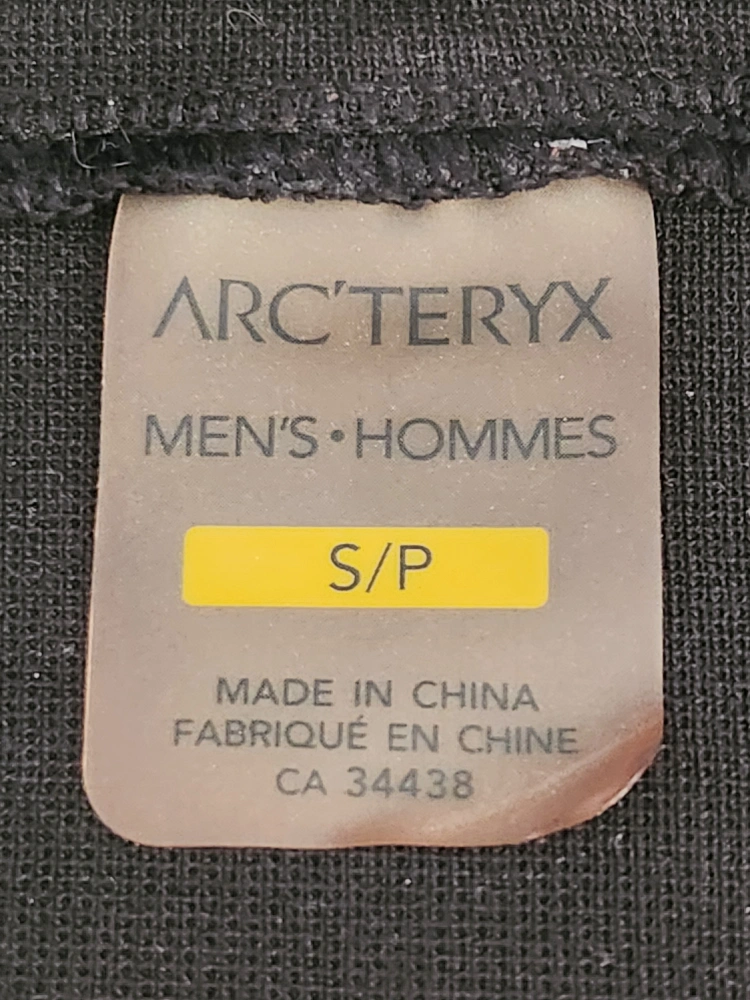 ARC'TERYX
MEN'S • HOMMES
S/P
MADE IN CHINA
FABRIQUÉ EN CHINE
CA 34438